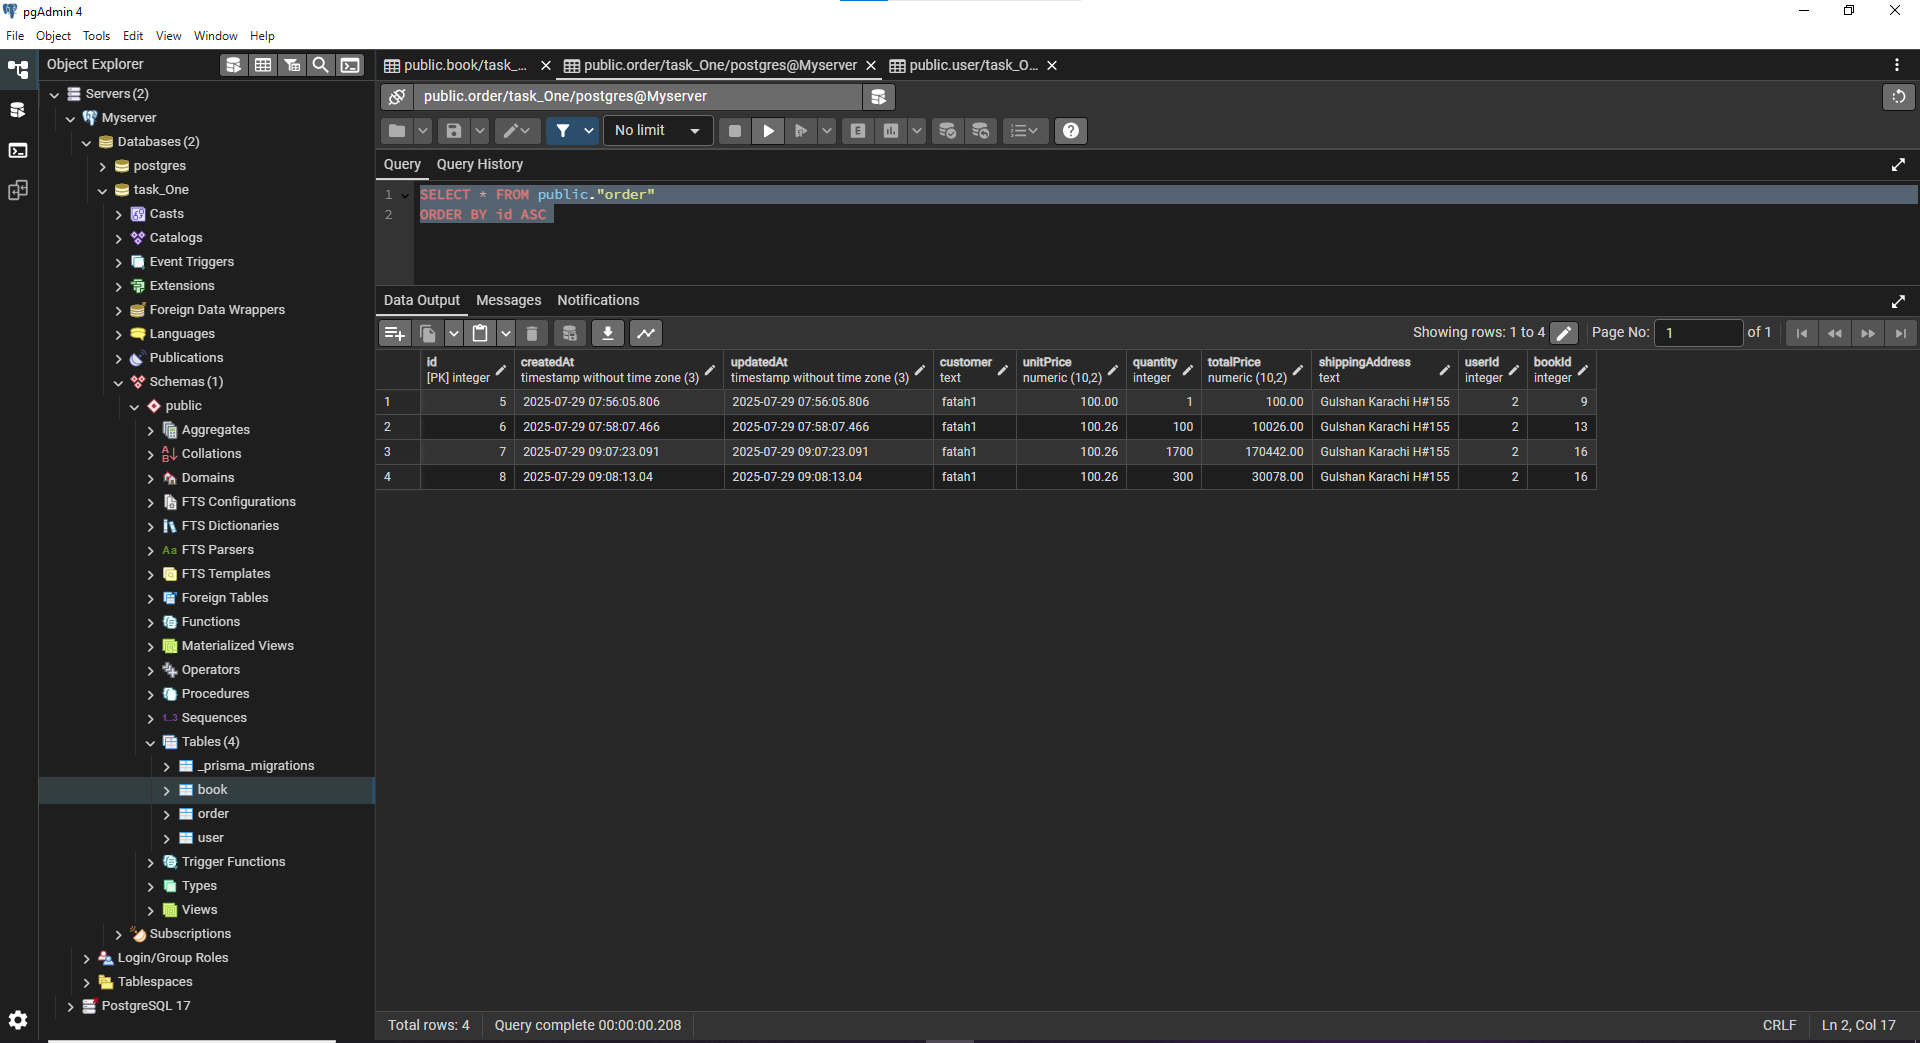 pgAdmin 4
File Object Tools Edit View Window Help
Object Explorer
Servers (2)
Myserver
Databases (2)
postgres
task_One
Casts
Catalogs
Event Triggers
Extensions
Foreign Data Wrappers
Languages
Publications
Schemas (1)
public
Aggregates
Collations
Domains
FTS Configurations
FTS Dictionaries
Aa FTS Parsers
FTS Templates
Foreign Tables
Functions
Materialized Views
Operators
Procedures
1..3 Sequences
Tables (4)
_prisma_migrations
book
order
user
Trigger Functions
Types
Views
Subscriptions
Login/Group Roles
Tablespaces
PostgreSQL 17
public.book/task_... public.order/task_One/postgres@Myserver public.user/task_O...
public.order/task_One/postgres@Myserver
No limit E
Query Query History
1 SELECT * FROM public."order"
2 ORDER BY id ASC
Data Output Messages Notifications
Showing rows: 1 to 4 Page No: 1 of 1
id createdAt updatedAt customer unitPrice quantity totalPrice shippingAddress userId bookId
[PK] integer timestamp without time zone (3) timestamp without time zone (3) text numeric (10,2) integer numeric (10,2) text integer integer
1 5 2025-07-29 07:56:05.806 2025-07-29 07:56:05.806 fatah1 100.00 1 100.00 Gulshan Karachi H#155 2 9
2 6 2025-07-29 07:58:07.466 2025-07-29 07:58:07.466 fatah1 100.26 100 10026.00 Gulshan Karachi H#155 2 13
3 7 2025-07-29 09:07:23.091 2025-07-29 09:07:23.091 fatah1 100.26 1700 170442.00 Gulshan Karachi H#155 2 16
4 8 2025-07-29 09:08:13.04 2025-07-29 09:08:13.04 fatah1 100.26 300 30078.00 Gulshan Karachi H#155 2 16
Total rows: 4 Query complete 00:00:00.208 CRLF Ln 2, Col 17